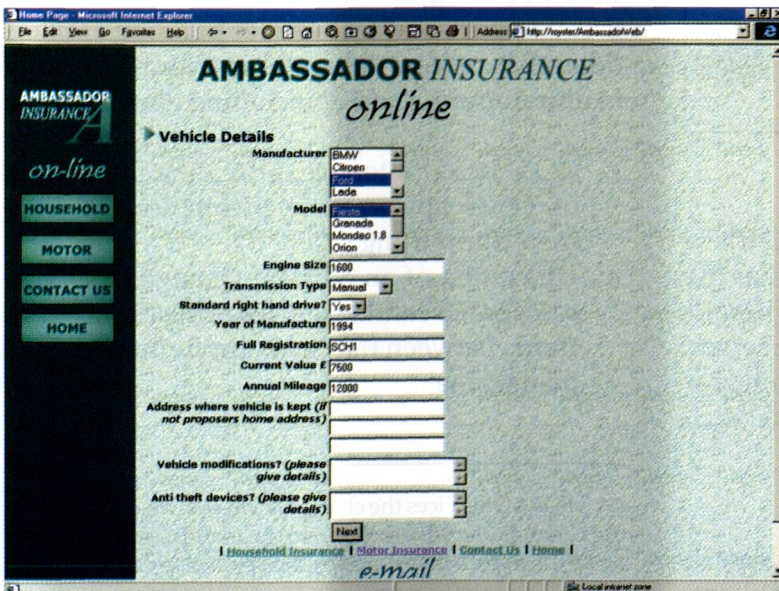 Home Page - Microsoft Internet Explorer
File Edit View Go Favorites Help
Address http://royster/AmbassadorWeb/
AMBASSADOR INSURANCE
online
AMBASSADOR
INSURANCE
A
on-line
HOUSEHOLD
MOTOR
CONTACT US
HOME
Vehicle Details
Manufacturer BMW
Citroen
Ford
Lada
Model Fiesta
Granada
Mondeo 1.8
Orion
Engine Size 1600
Transmission Type Manual
Standard right hand drive? Yes
Year of Manufacture 1994
Full Registration SCH1
Current Value £ 7500
Annual Mileage 12000
Address where vehicle is kept (if
not proposers home address)
Vehicle modifications? (please
give details)
Anti theft devices? (please give
details)
Next
| Household Insurance | Motor Insurance | Contact Us | Home |
e-mail
Local intranet zone